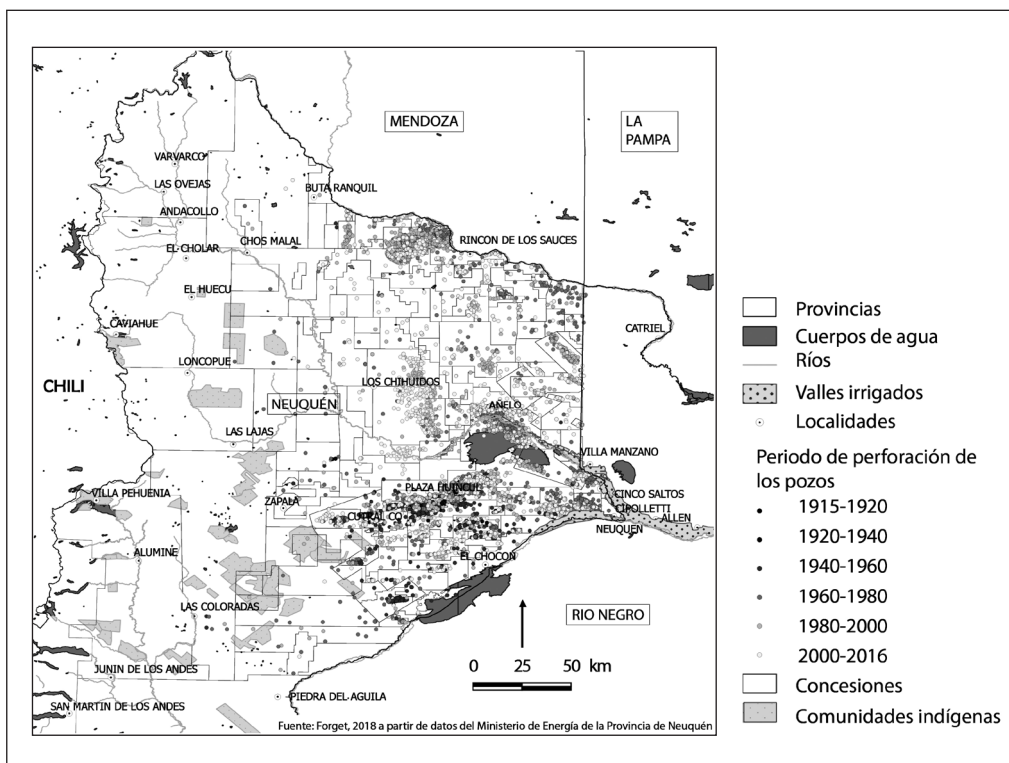 MENDOZA
LA
PAMPA
VARVARCO
LAS OVEJAS
BUTA RANQUIL
ANDACOLLO
CHOS MALAL
RINCON DE LOS SAUCES
EL CHOLAR
EL HUECU
CAVIAHUE
CATRIEL
LONCOPUE
CHILI
LOS CHIHUIDOS
NEUQUÉN
AÑELO
LAS LAJAS
VILLA MANZANO
VILLA PEHUENIA
ZAPALA
PLAZA HUINCUL
CINCO SALTOS
CIPOLLETTI
CUTRAL CO
ALLEN
NEUQUEN
ALUMINE
EL CHOCON
LAS COLORADAS
RIO NEGRO
JUNIN DE LOS ANDES
0 25 50 km
PIEDRA DEL AGUILA
SAN MARTIN DE LOS ANDES
Fuente: Forget, 2018 a partir de datos del Ministerio de Energía de la Provincia de Neuquén
Provincias
Cuerpos de agua
Ríos
Valles irrigados
Localidades
Periodo de perforación de
los pozos
1915-1920
1920-1940
1940-1960
1960-1980
1980-2000
2000-2016
Concesiones
Comunidades indígenas